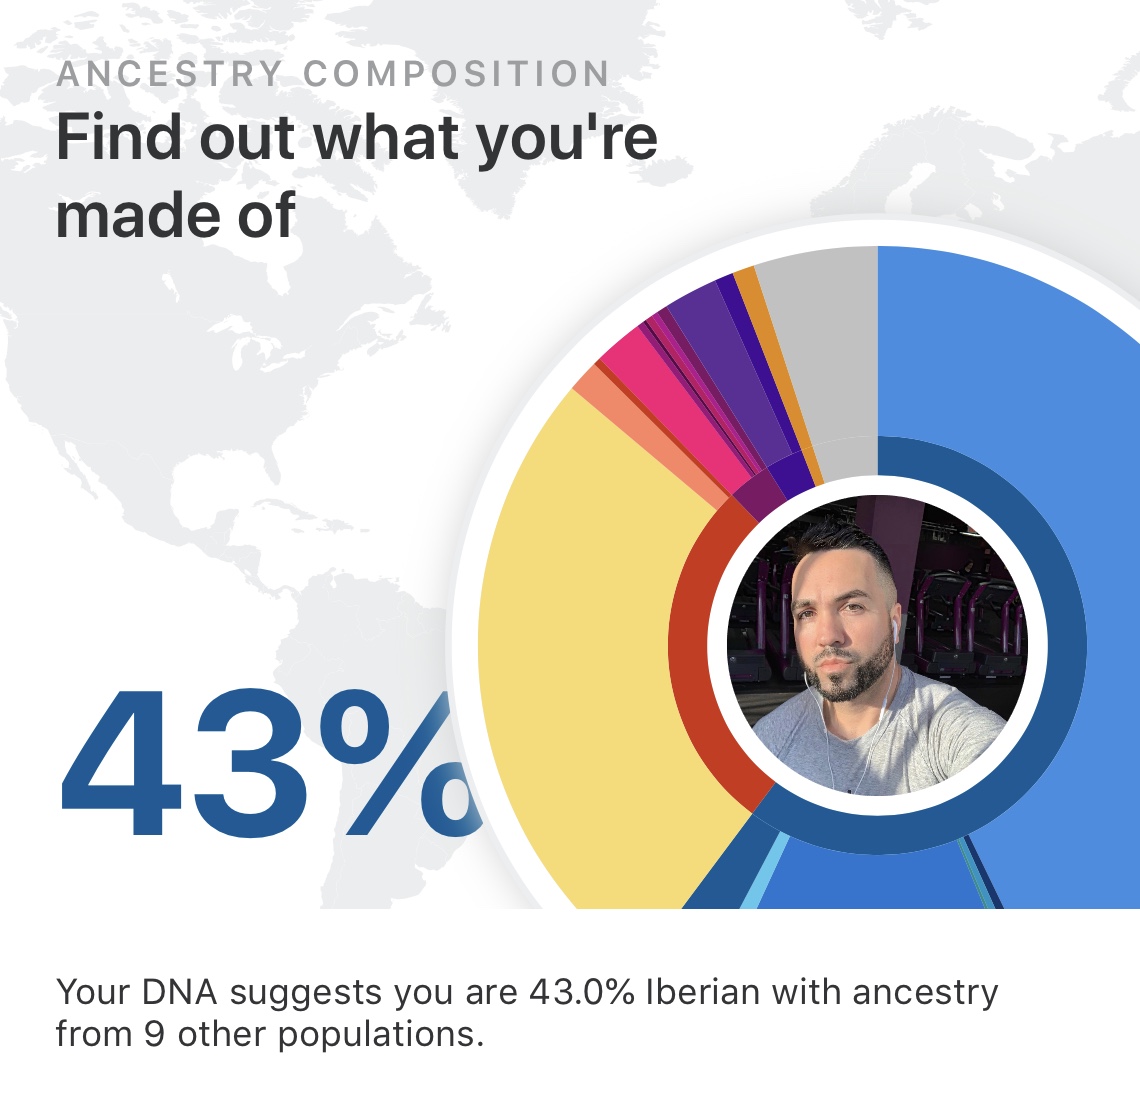 ANCESTRY COMPOSITION
Find out what you're
made of
43%
Your DNA suggests you are 43.0% Iberian with ancestry
from 9 other populations.